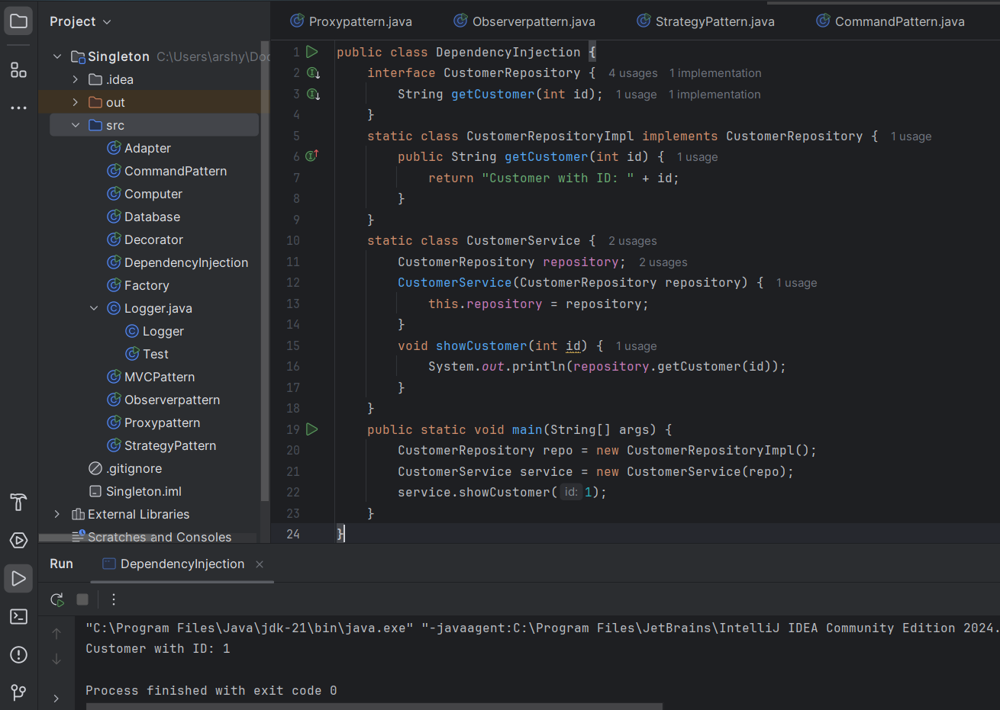 Project
Proxypattern.java
Observerpattern.java
StrategyPattern.java
CommandPattern.java
Singleton C:\Users\arshy\Doc
.idea
out
src
Adapter
CommandPattern
Computer
Database
Decorator
DependencyInjection
Factory
Logger.java
Logger
Test
MVCPattern
Observerpattern
Proxypattern
StrategyPattern
.gitignore
Singleton.iml
External Libraries
Scratches and Consoles
1 public class DependencyInjection {
2 interface CustomerRepository { 4 usages 1 implementation
3 String getCustomer(int id); 1 usage 1 implementation
4 }
5 static class CustomerRepositoryImpl implements CustomerRepository { 1 usage
6 public String getCustomer(int id) { 1 usage
7 return "Customer with ID: " + id;
8 }
9 }
10 static class CustomerService { 2 usages
11 CustomerRepository repository; 2 usages
12 CustomerService(CustomerRepository repository) { 1 usage
13 this.repository = repository;
14 }
15 void showCustomer(int id) { 1 usage
16 System.out.println(repository.getCustomer(id));
17 }
18 }
19 public static void main(String[] args) {
20 CustomerRepository repo = new CustomerRepositoryImpl();
21 CustomerService service = new CustomerService(repo);
22 service.showCustomer( id: 1);
23 }
24 }
Run
DependencyInjection
"C:\Program Files\Java\jdk-21\bin\java.exe" "-javaagent:C:\Program Files\JetBrains\IntelliJ IDEA Community Edition 2024.
Customer with ID: 1
Process finished with exit code 0